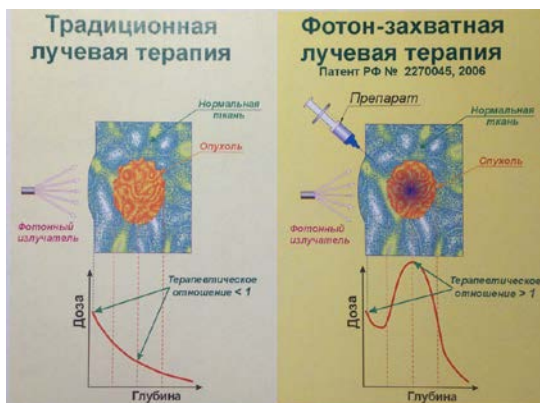 Традиционная
лучевая терапия
Нормальная
ткань
Опухоль
Фотонный
излучатель
Терапевтическое
отношение < 1
Доза
Глубина
Фотон-захватная
лучевая терапия
Патент РФ № 2270045, 2006
Препарат
Нормальная
ткань
Опухоль
Фотонный
излучатель
Терапевтическое
отношение > 1
Доза
Глубина